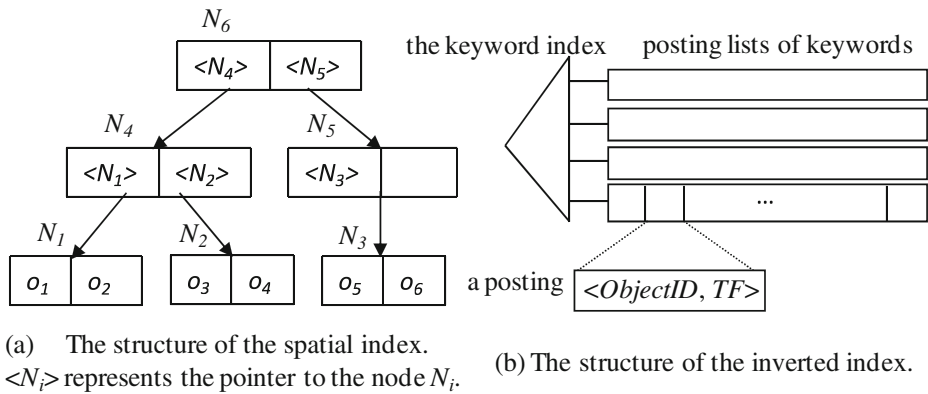 N6
<N4> <N5>
N4 N5
<N1> <N2> <N3>
N1 N2 N3
o1 o2 o3 o4 o5 o6
(a) The structure of the spatial index.
<Ni> represents the pointer to the node Ni.
the keyword index
posting lists of keywords
...
a posting
<ObjectID, TF>
(b) The structure of the inverted index.